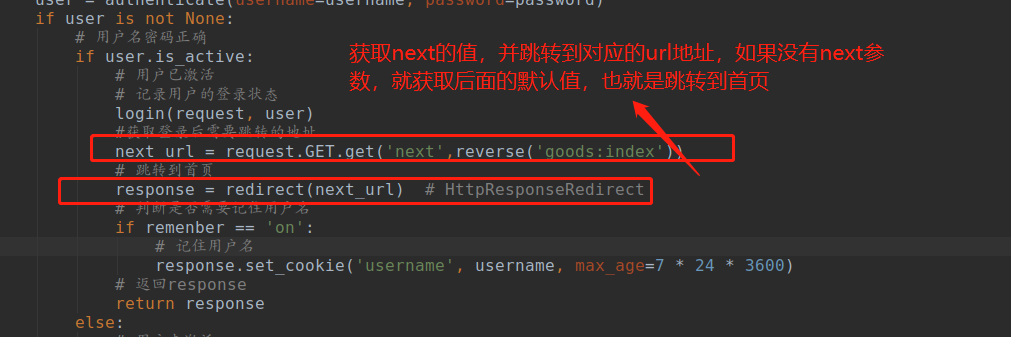 user = authenticate(username=username, password=password)
if user is not None:
# 用户名密码正确
if user.is_active:
# 用户已激活
# 记录用户的登录状态
login(request, user)
#获取登录后需要跳转的地址
next_url = request.GET.get('next',reverse('goods:index'))
# 跳转到首页
response = redirect(next_url)  # HttpResponseRedirect
# 判断是否需要记住用户名
if remenber == 'on':
# 记住用户名
response.set_cookie('username', username, max_age=7 * 24 * 3600)
# 返回response
return response
else:
获取next的值，并跳转到对应的url地址，如果没有next参
数，就获取后面的默认值，也就是跳转到首页